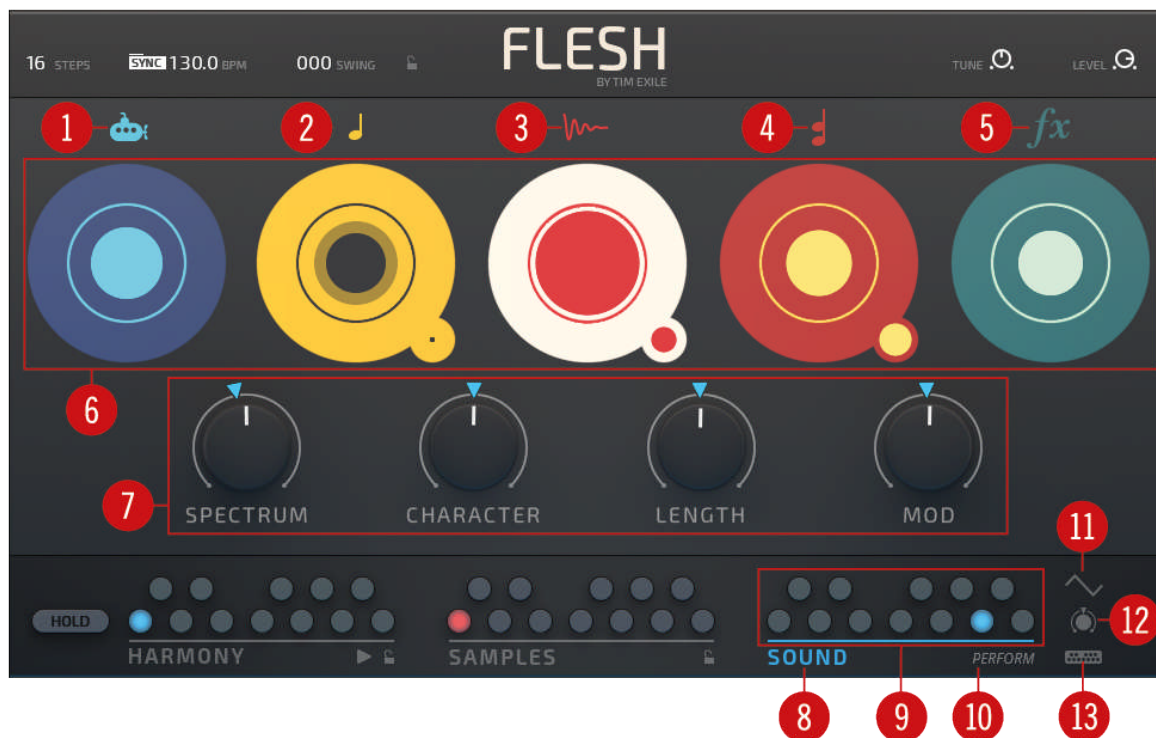 16 STEPS SYNC 130.0 BPM 000 SWING FLESH TUNE LEVEL
BY TIM EXILE
1 2 3 4 5 fx
6
7
SPECTRUM CHARACTER LENGTH MOD
11
HOLD 12
HARMONY SAMPLES SOUND PERFORM
8 9 10 13